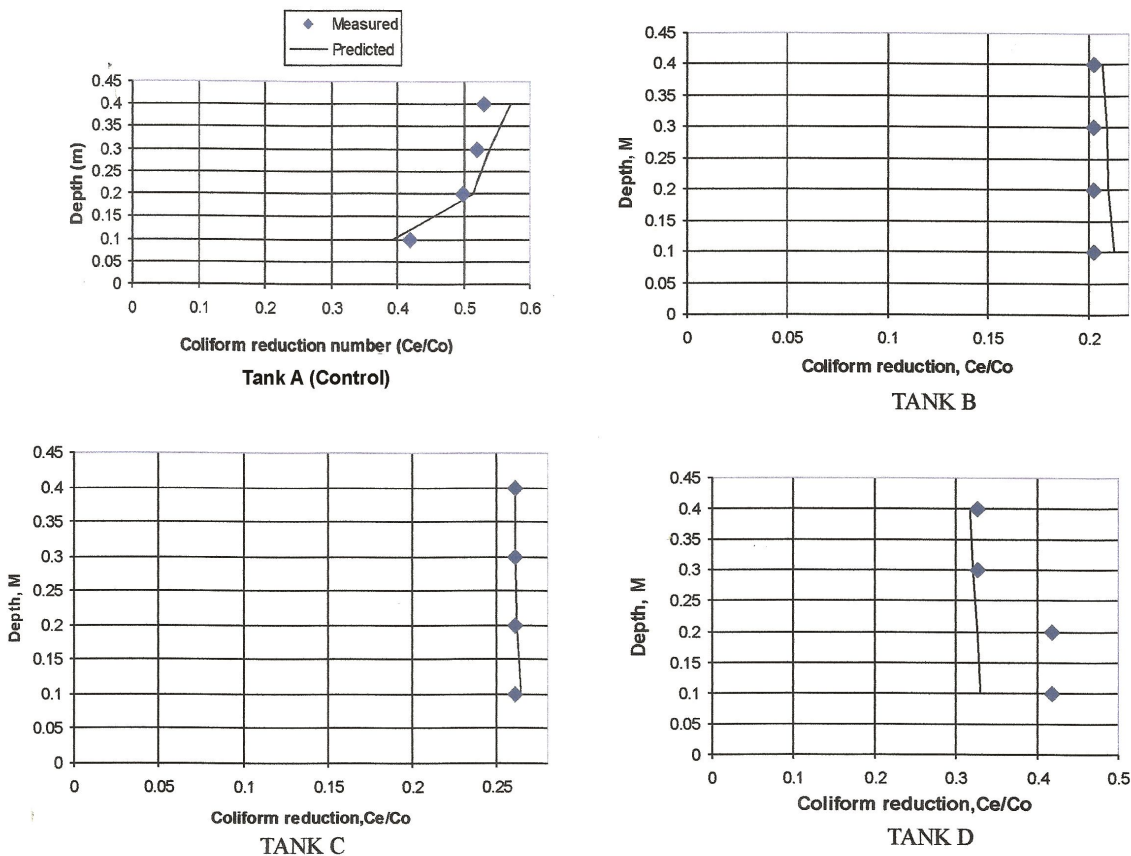 Measured
Predicted
0.45
0.4
0.35
0.3
0.25
0.2
0.15
0.1
0.05
0
Depth (m)
0 0.1 0.2 0.3 0.4 0.5 0.6
Coliform reduction number (Ce/Co)
Tank A (Control)
0.45
0.4
0.35
0.3
0.25
0.2
0.15
0.1
0.05
0
Depth, M
0 0.05 0.1 0.15 0.2
Coliform reduction, Ce/Co
TANK B
0.45
0.4
0.35
0.3
0.25
0.2
0.15
0.1
0.05
0
Depth, M
0 0.05 0.1 0.15 0.2 0.25
Coliform reduction,Ce/Co
TANK C
0.45
0.4
0.35
0.3
0.25
0.2
0.15
0.1
0.05
0
Depth, M
0 0.1 0.2 0.3 0.4 0.5
Coliform reduction,Ce/Co
TANK D